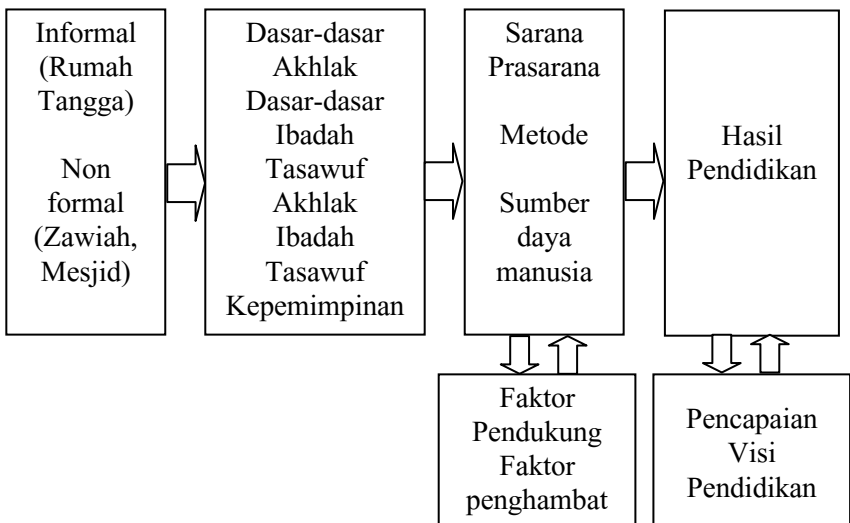 Informal
(Rumah
Tangga)
Non
formal
(Zawiah,
Mesjid)
Dasar-dasar
Akhlak
Dasar-dasar
Ibadah
Tasawuf
Akhlak
Ibadah
Tasawuf
Kepemimpinan
Sarana
Prasarana
Metode
Sumber
daya
manusia
Hasil
Pendidikan
Faktor
Pendukung
Faktor
penghambat
Pencapaian
Visi
Pendidikan